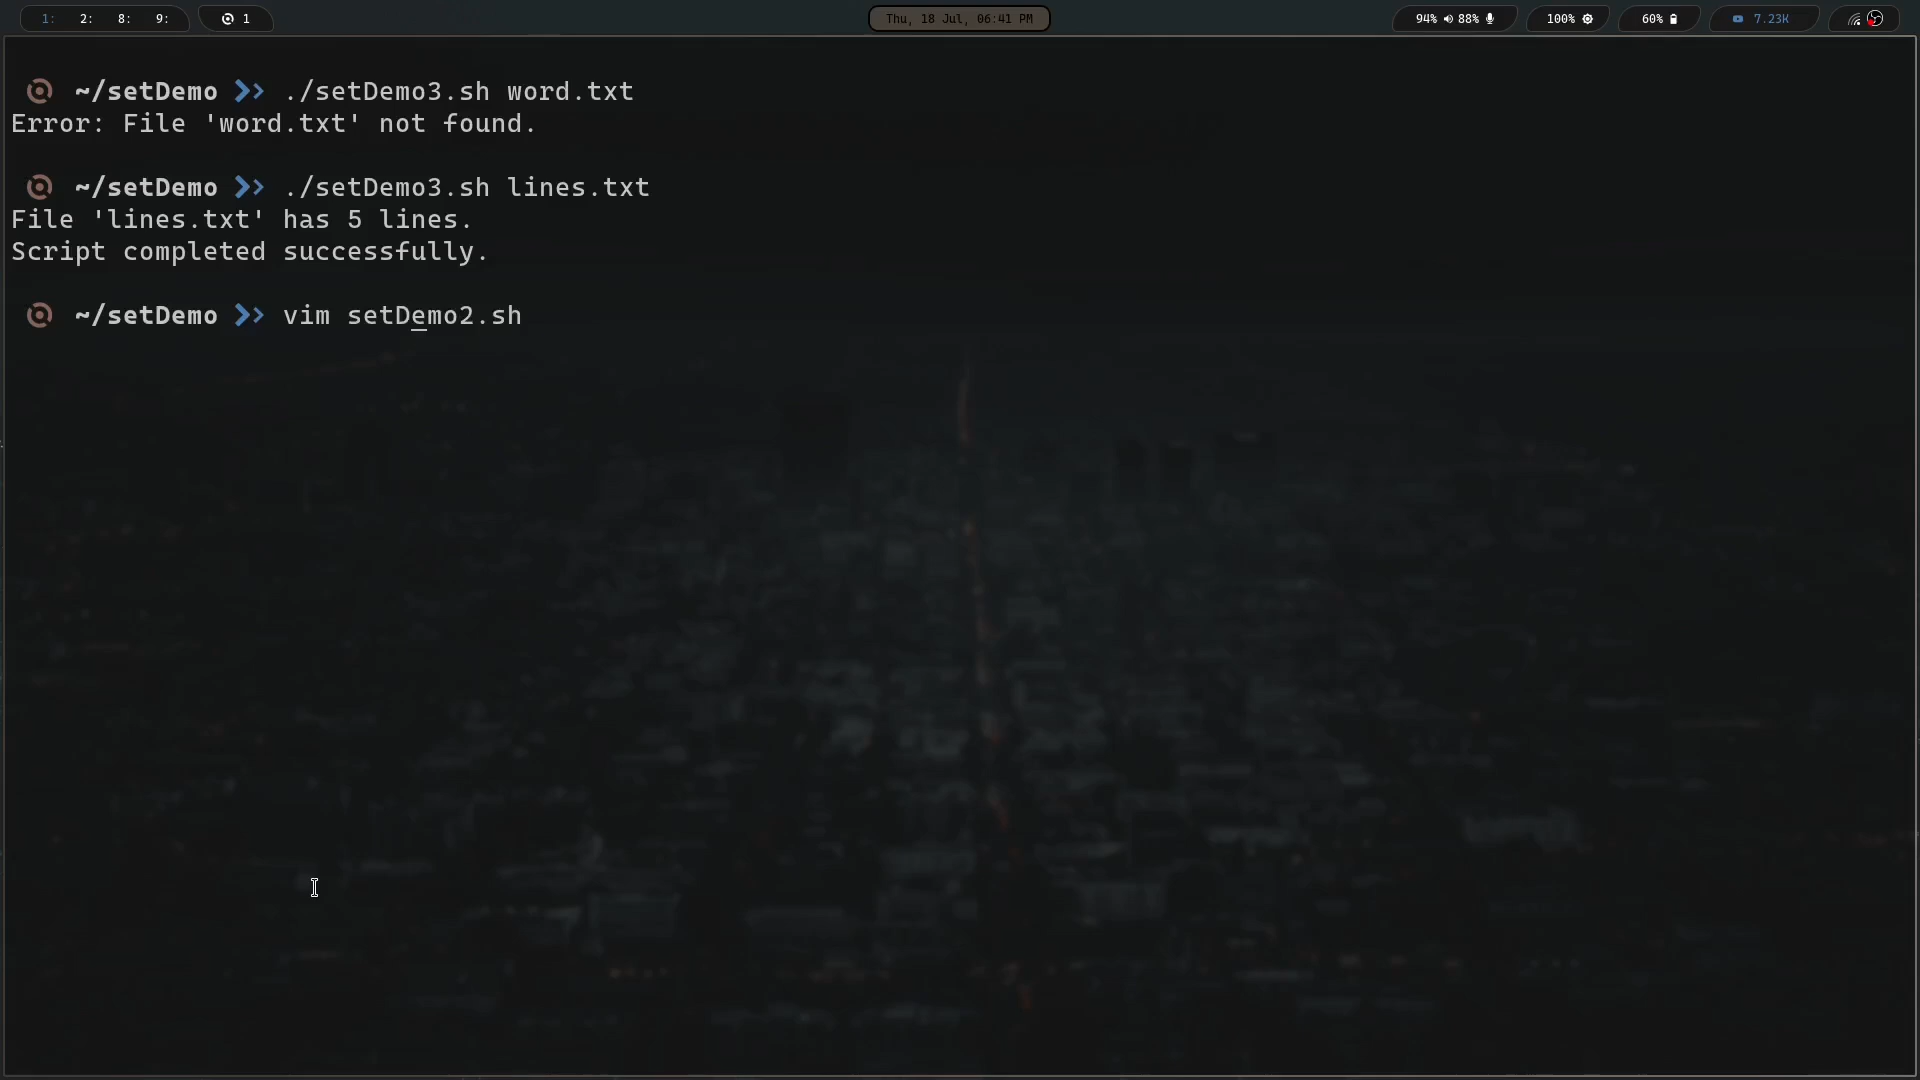 1: 2: 8: 9: 1 Thu, 18 Jul, 06:41 PM 94% 88% 100% 60% 7.23K
~/setDemo ./setDemo3.sh word.txt
Error: File 'word.txt' not found.
~/setDemo ./setDemo3.sh lines.txt
File 'lines.txt' has 5 lines.
Script completed successfully.
~/setDemo vim setDemo2.sh